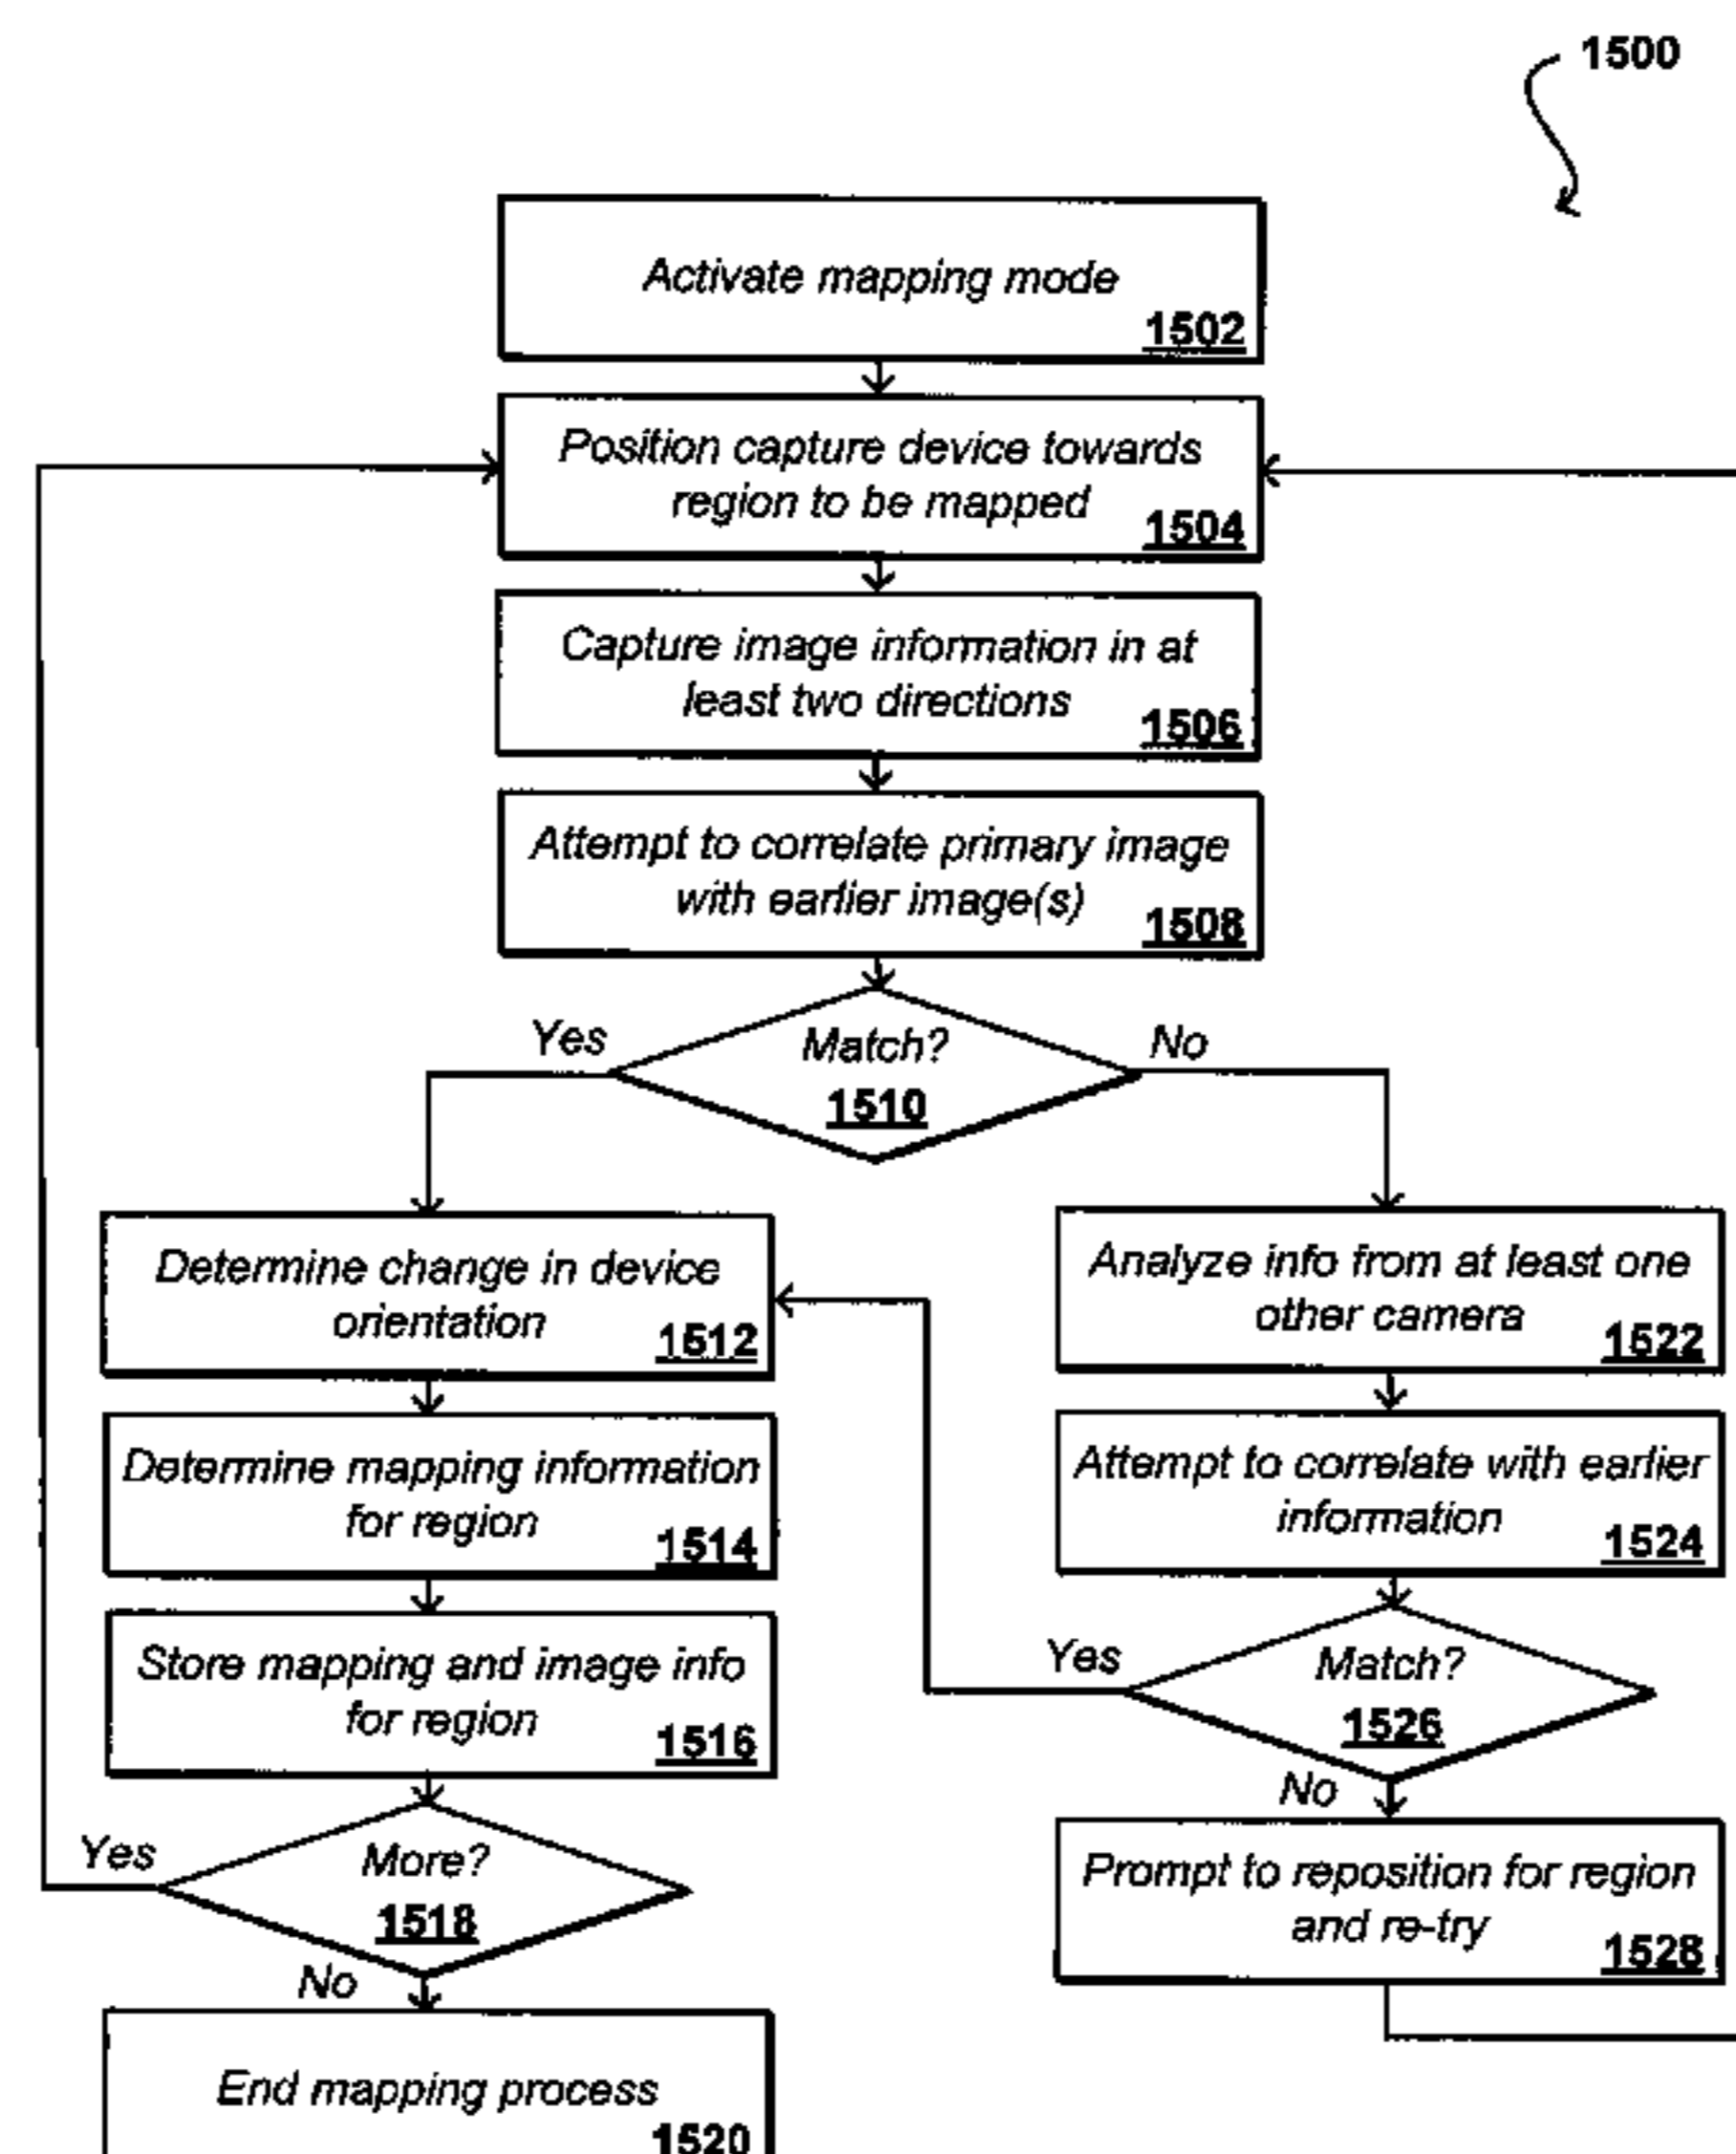 1500
Activate mapping mode
1502
Position capture device towards
region to be mapped
1504
Capture image information in at
least two directions
1506
Attempt to correlate primary image
with earlier image(s)
1508
Yes
Match?
No
1510
Determine change in device
orientation
1512
Determine mapping information
for region
1514
Store mapping and image info
for region
1516
Yes
More?
1518
No
End mapping process
1520
Analyze info from at least one
other camera
1522
Attempt to correlate with earlier
information
1524
Yes
Match?
1526
No
Prompt to reposition for region
and re-try
1528